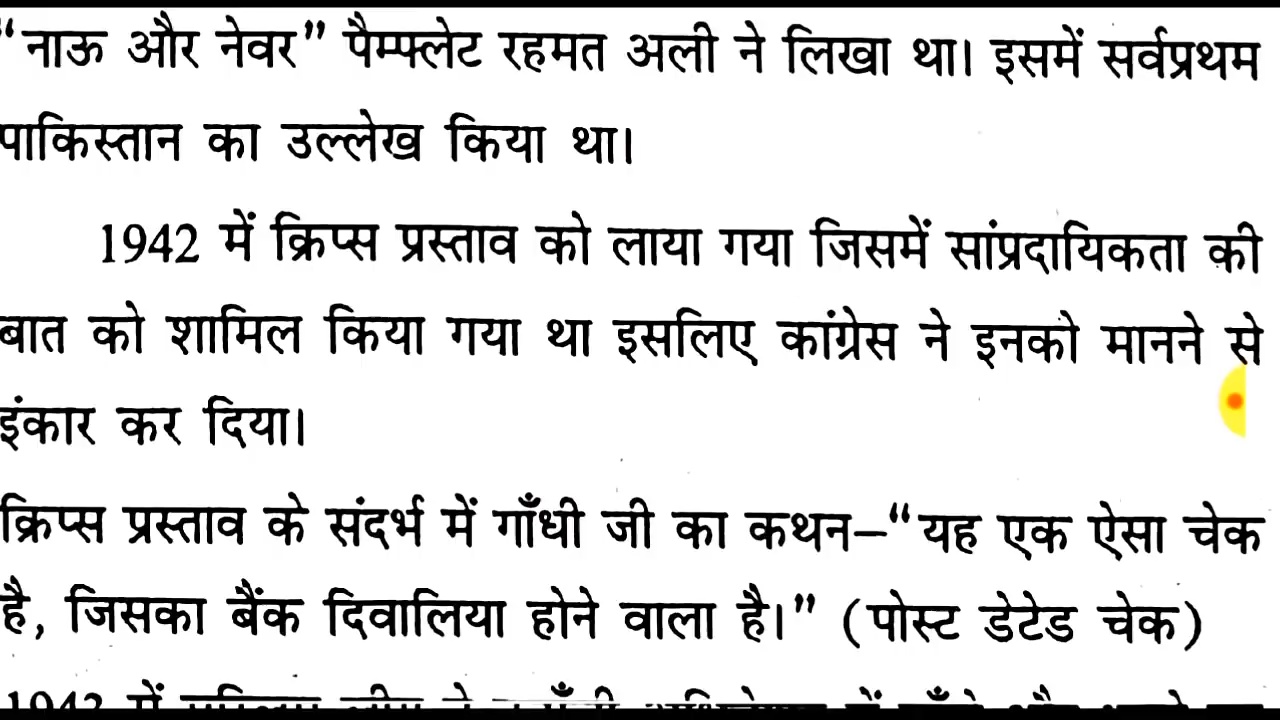 “नाऊ और नेवर” पैम्फ्लेट रहमत अली ने लिखा था। इसमें सर्वप्रथम
पाकिस्तान का उल्लेख किया था।
1942 में क्रिप्स प्रस्ताव को लाया गया जिसमें सांप्रदायिकता की
बात को शामिल किया गया था इसलिए कांग्रेस ने इनको मानने से
इंकार कर दिया।
क्रिप्स प्रस्ताव के संदर्भ में गाँधी जी का कथन–“यह एक ऐसा चेक
है, जिसका बैंक दिवालिया होने वाला है।” (पोस्ट डेटेड चेक)
1943 में